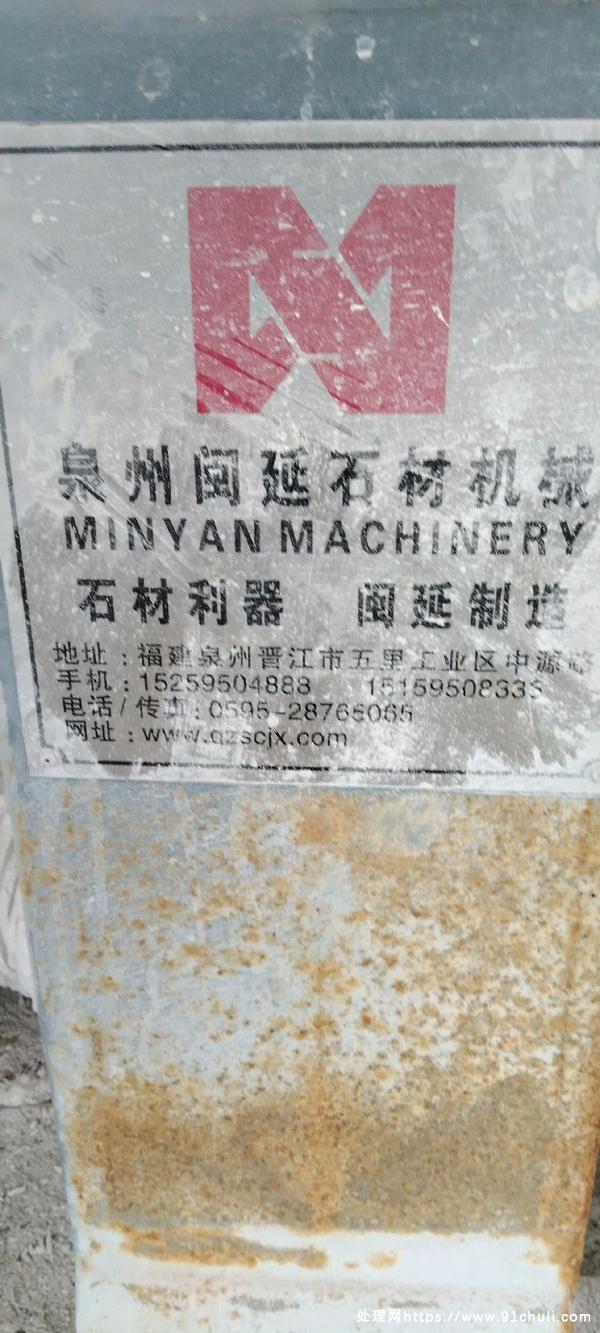 泉州闽延石材机械
MINYAN MACHINERY
石材利器 闽延制造
地址：福建泉州晋江市五里工业区中源路
手机：15259504888 15159508333
电话/传真：0595-28765065
网址：www.qzscjx.com
处理网https://www.91chuli.com